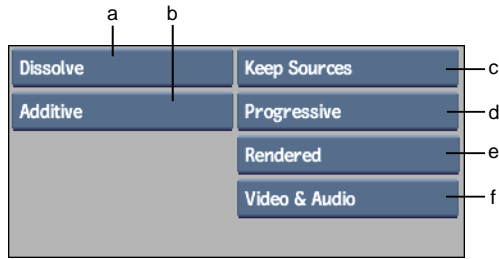 a b
Dissolve Keep Sources c
Additive Progressive d
Rendered e
Video & Audio f